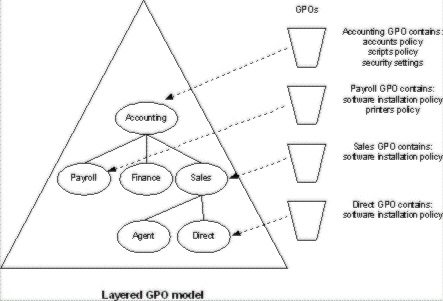 GPOs
Accounting GPO contains:
accounts policy
scripts policy
security settings
Payroll GPO contains:
software installation policy
printers policy
Sales GPO contains:
software installation policy
Direct GPO contains:
software installation policy
Accounting
Payroll
Finance
Sales
Agent
Direct
Layered GPO model